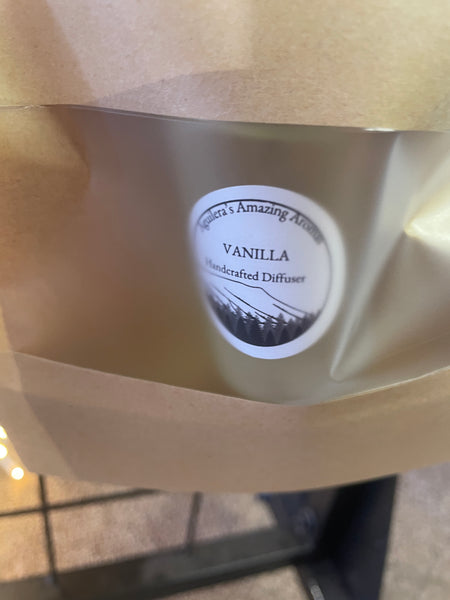 Aguilera's Amazing Aromas
VANILLA
Handcrafted Diffuser